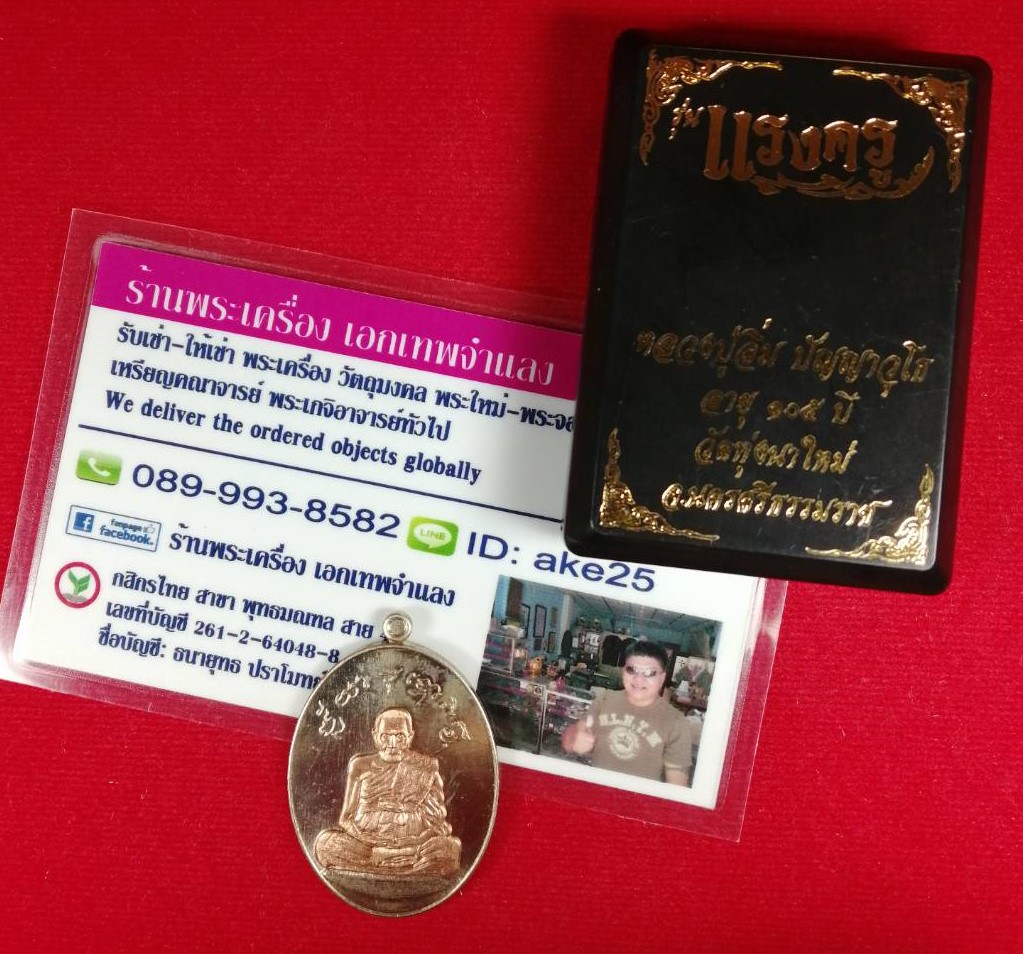 รุ่น แรงครู
หลวงปู่อิ่ม ปัญญาวุโธ
อายุ ๑๐๕ ปี
วัดทุ่งนาใหม่
จ.นครศรีธรรมราช
ร้านพระเครื่อง เอกเทพจำแลง
รับเช่า-ให้เช่า พระเครื่อง วัตถุมงคล พระใหม่-พระ
เหรียญคณาจารย์ พระเกจิอาจารย์ทั่วไป
We deliver the ordered objects globally
089-993-8582 LINE ID: ake25
fanpage facebook. ร้านพระเครื่อง เอกเทพจำแลง
กสิกรไทย สาขา พุทธมณฑล สาย
เลขที่บัญชี 261-2-64048-8
ชื่อบัญชี: ธนายุทธ ปราโมท